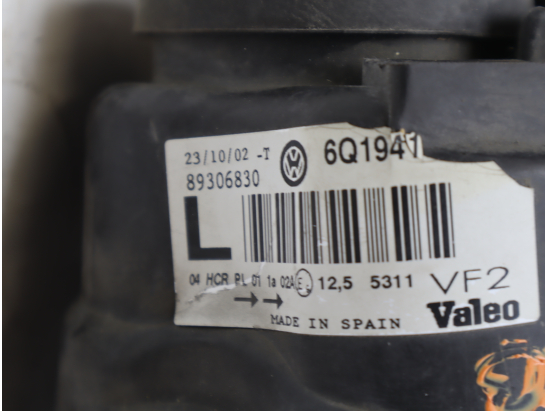 23/10/02 -T VW 6Q1941
89306830
L
04 HCR PL 01 1a 02A E 12,5 5311 VF2
→ →
MADE IN SPAIN Valeo